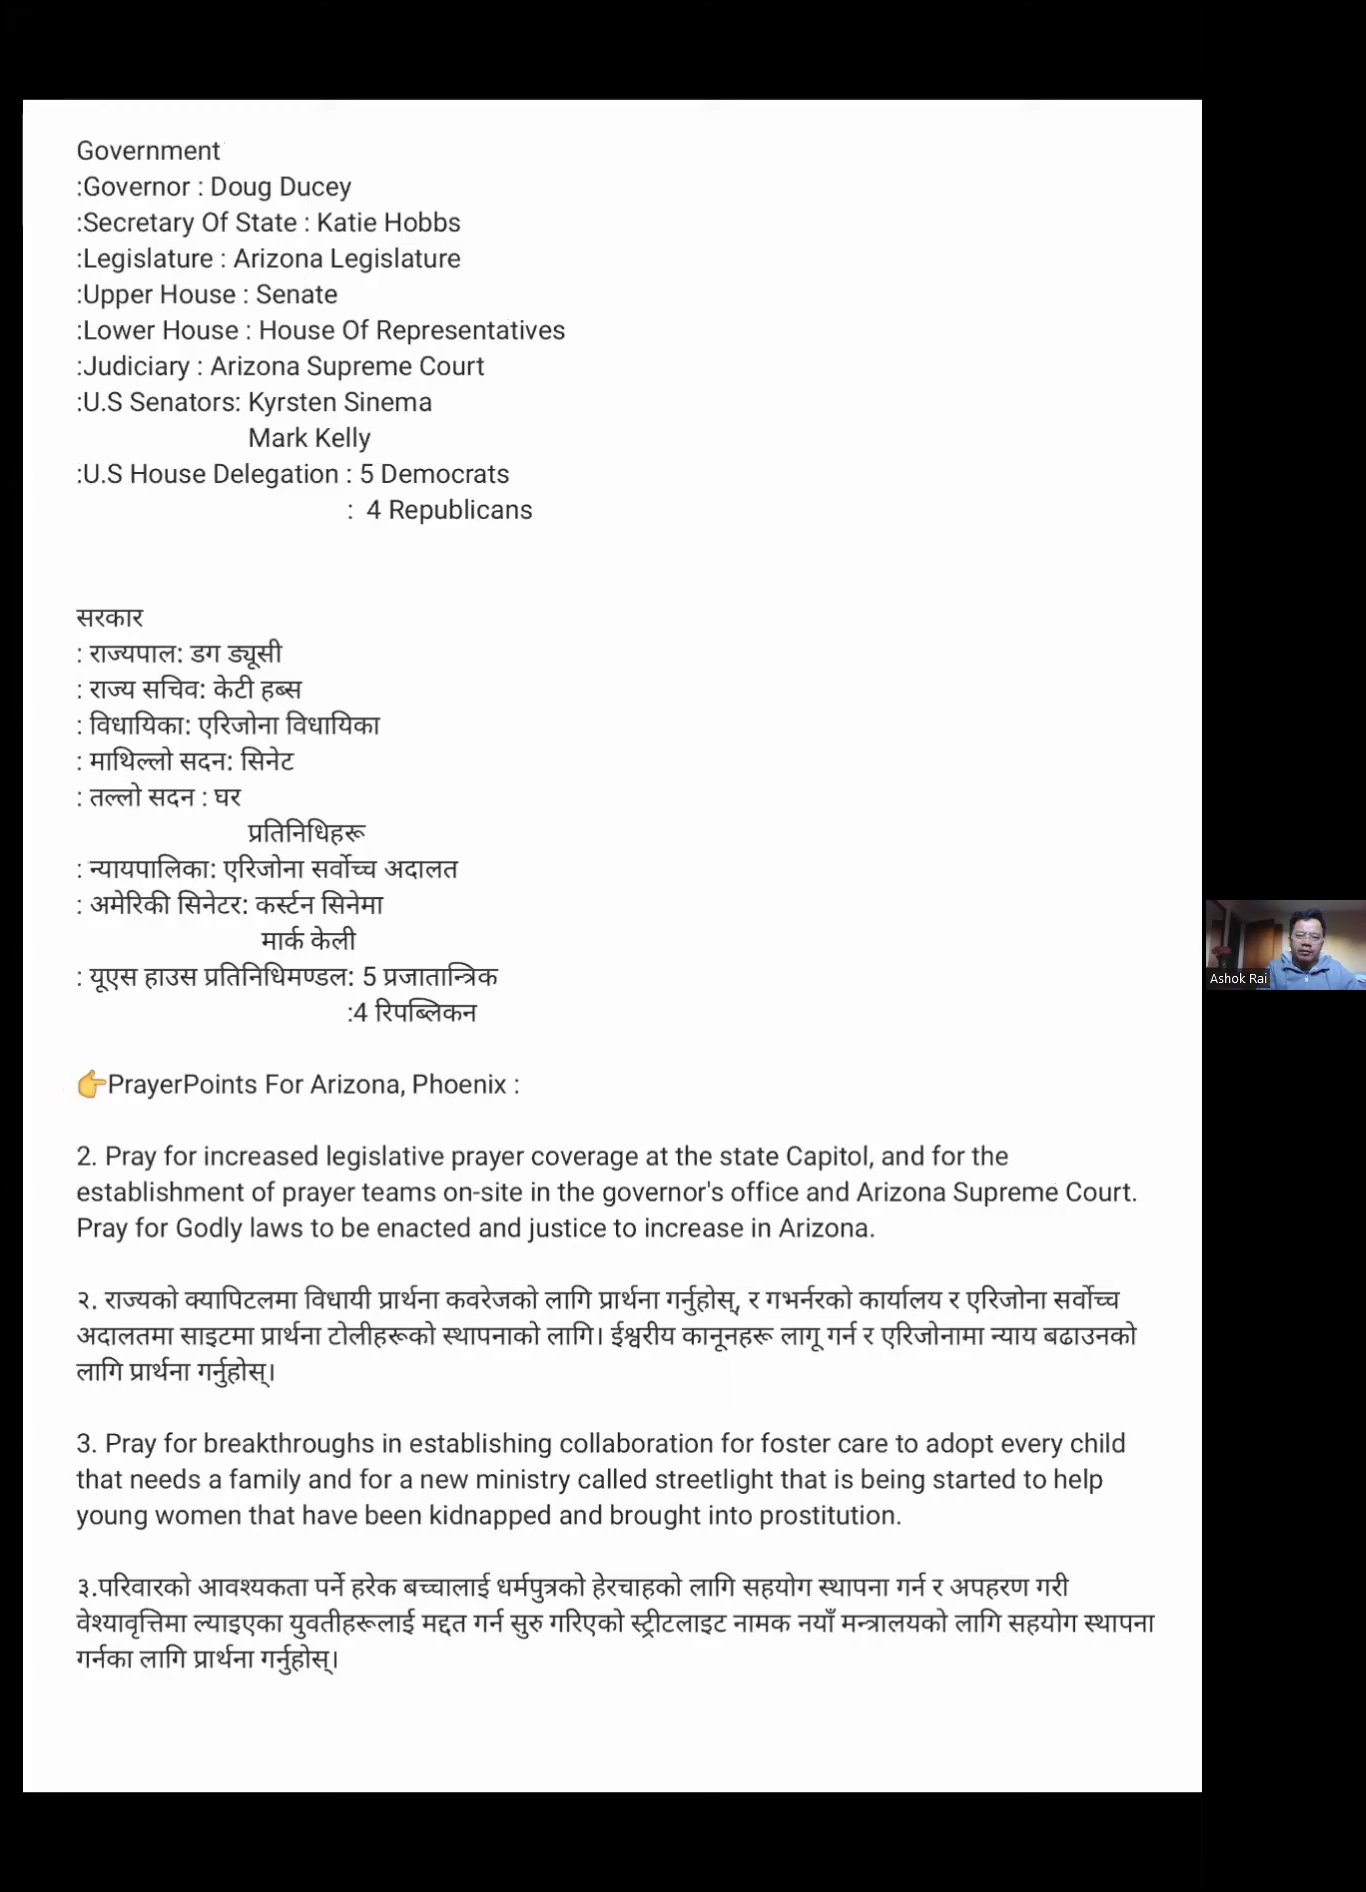 Government
:Governor : Doug Ducey
:Secretary Of State : Katie Hobbs
:Legislature : Arizona Legislature
:Upper House : Senate
:Lower House : House Of Representatives
:Judiciary : Arizona Supreme Court
:U.S Senators: Kyrsten Sinema
Mark Kelly
:U.S House Delegation : 5 Democrats
: 4 Republicans
सरकार
: राज्यपाल: डग ड्यूसी
: राज्य सचिव: केटी हब्स
: विधायिका: एरिजोना विधायिका
: माथिल्लो सदन: सिनेट
: तल्लो सदन : घर
प्रतिनिधिहरू
: न्यायपालिका: एरिजोना सर्वोच्च अदालत
: अमेरिकी सिनेटर: कर्स्टन सिनेमा
मार्क केली
: यूएस हाउस प्रतिनिधिमण्डल: 5 प्रजातान्त्रिक
:4 रिपब्लिकन
👉PrayerPoints For Arizona, Phoenix :
2. Pray for increased legislative prayer coverage at the state Capitol, and for the
establishment of prayer teams on-site in the governor's office and Arizona Supreme Court.
Pray for Godly laws to be enacted and justice to increase in Arizona.
२. राज्यको क्यापिटलमा विधायी प्रार्थना कवरेजको लागि प्रार्थना गर्नुहोस्, र गभर्नरको कार्यालय र एरिजोना सर्वोच्च
अदालतमा साइटमा प्रार्थना टोलीहरूको स्थापनाको लागि। ईश्वरीय कानूनहरू लागू गर्न र एरिजोनामा न्याय बढाउनको
लागि प्रार्थना गर्नुहोस्।
3. Pray for breakthroughs in establishing collaboration for foster care to adopt every child
that needs a family and for a new ministry called streetlight that is being started to help
young women that have been kidnapped and brought into prostitution.
३.परिवारको आवश्यकता पर्ने हरेक बच्चालाई धर्मपुत्रको हेरचाहको लागि सहयोग स्थापना गर्न र अपहरण गरी
वेश्यावृत्तिमा ल्याइएका युवतीहरूलाई मद्दत गर्न सुरु गरिएको स्ट्रीटलाइट नामक नयाँ मन्त्रालयको लागि सहयोग स्थापना
गर्नका लागि प्रार्थना गर्नुहोस्।
Ashok Rai